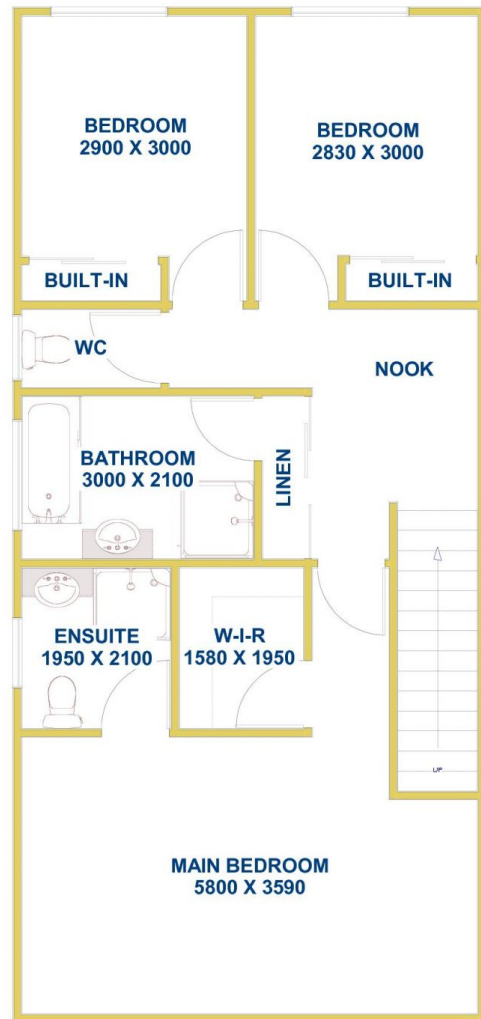 BEDROOM
2900 X 3000
BEDROOM
2830 X 3000
BUILT-IN
BUILT-IN
WC
NOOK
BATHROOM
3000 X 2100
LINEN
ENSUITE
1950 X 2100
W-I-R
1580 X 1950
UP
MAIN BEDROOM
5800 X 3590